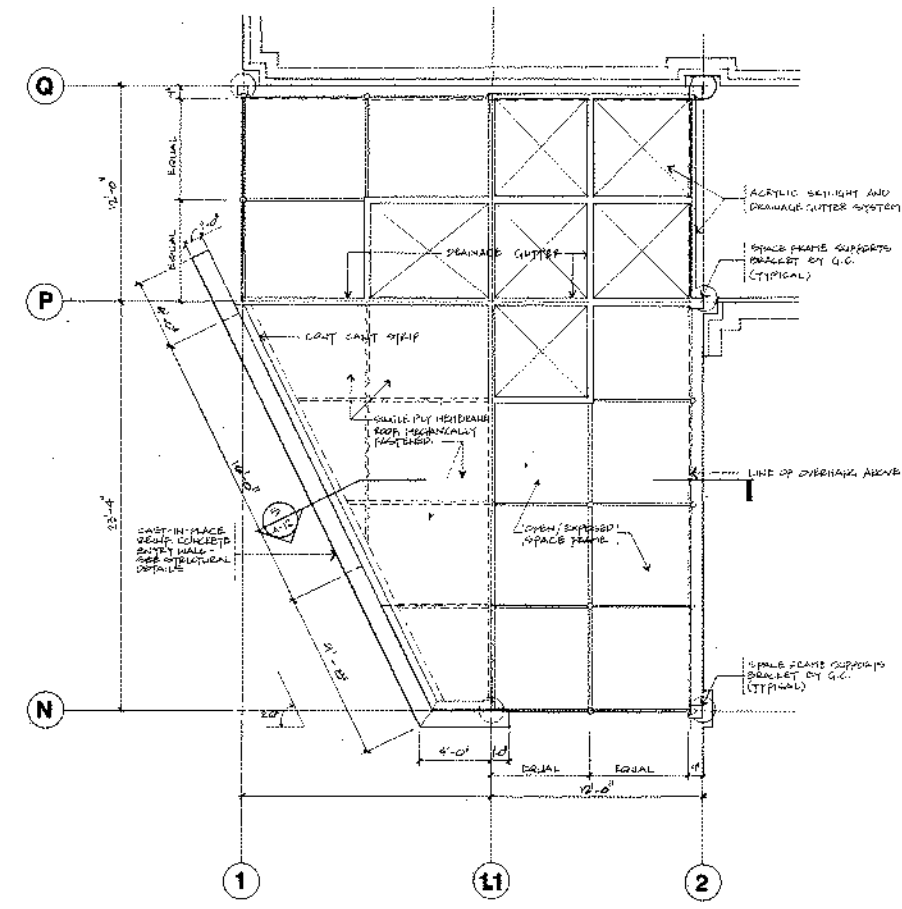 Q
EQUAL
12'-0"
EQUAL
ACRYLIC SKYLIGHT AND
DRAINAGE GUTTER SYSTEM
DRAINAGE GUTTER
SPACE FRAME SUPPORTS
BRACKET BY G.C.
(TYPICAL)
P
CONT CANT STRIP
SINGLE PLY MEMBRANE
ROOF MECHANICALLY
FASTENED.
LINE OF OVERHANG ABOVE
16'-0"
A-12
OPEN/EXPOSED
SPACE FRAME
CAST-IN-PLACE
REINF. CONCRETE
ENTRY WALL -
SEE STRUCTURAL
DETAILS
SPACE FRAME SUPPORTS
BRACKET BY G.C.
(TYPICAL)
N
4'-0"
EQUAL
EQUAL
12'-0"
1
1.1
2